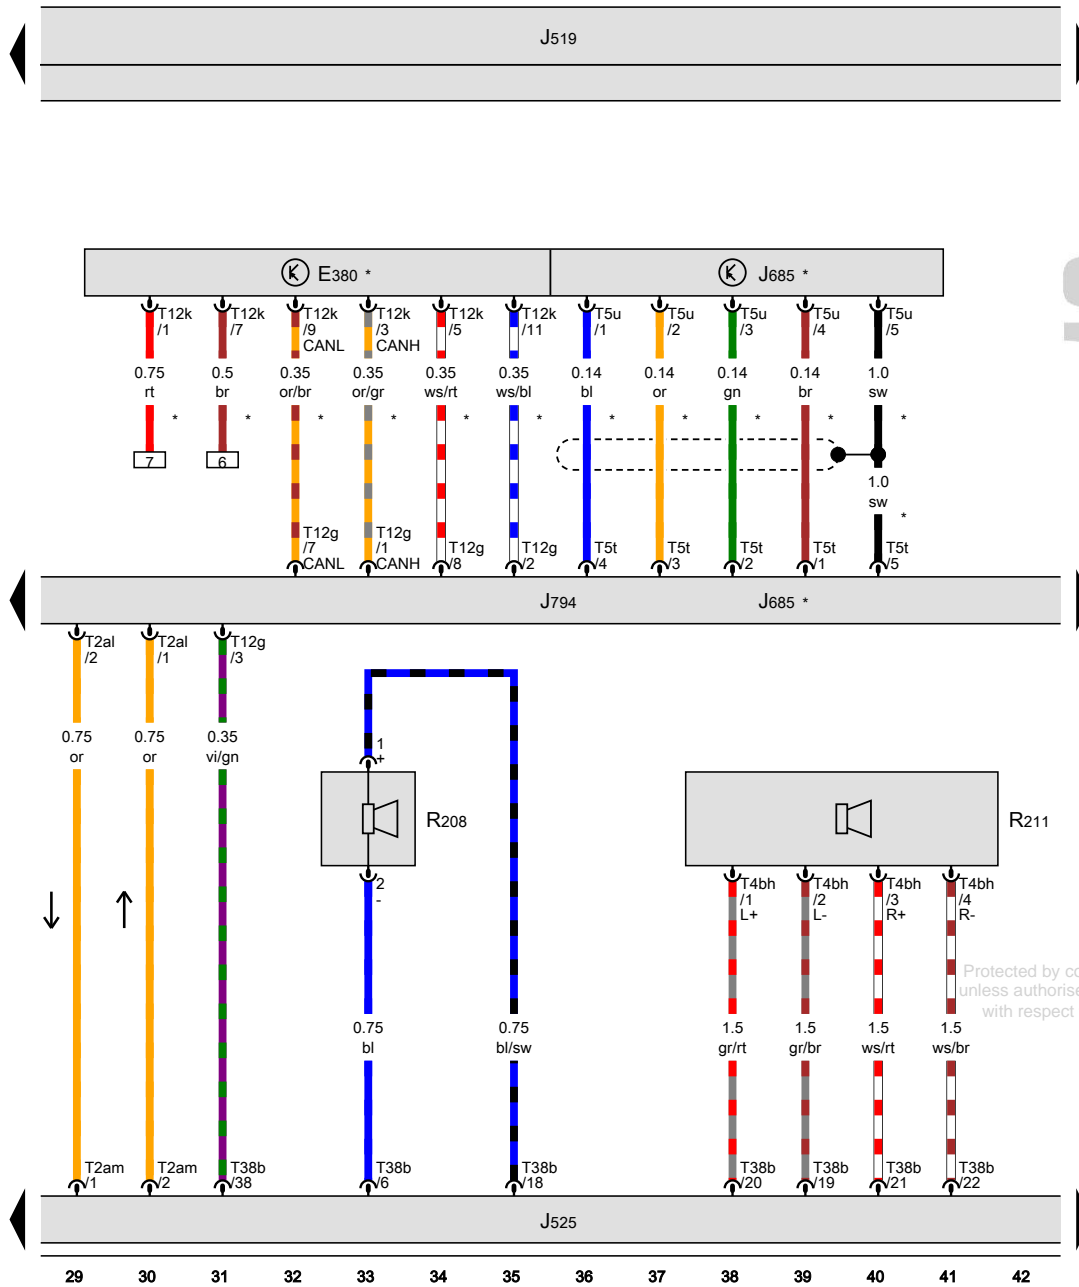 J519
E380 *
J685 *
T12k /1
T12k /7
T12k /9 CANL
T12k /3 CANH
T12k /5
T12k /11
T5u /1
T5u /2
T5u /3
T5u /4
T5u /5
0.75 rt
0.5 br
0.35 or/br
0.35 or/gr
0.35 ws/rt
0.35 ws/bl
0.14 bl
0.14 or
0.14 gn
0.14 br
1.0 sw
* * * * * * * * * * *
7
6
1.0 sw
*
T12g /7 CANL
T12g /1 CANH
T12g /8
T12g /2
T5t /4
T5t /3
T5t /2
T5t /1
T5t /5
J794
J685 *
T2al /2
T2al /1
T12g /3
0.75 or
0.75 or
0.35 vi/gn
1 +
R208
2 -
R211
T4bh /1 L+
T4bh /2 L-
T4bh /3 R+
T4bh /4 R-
Protected by co
unless authorise
with respect
0.75 bl
0.75 bl/sw
1.5 gr/rt
1.5 gr/br
1.5 ws/rt
1.5 ws/br
T2am /1
T2am /2
T38b /38
T38b /6
T38b /18
T38b /20
T38b /19
T38b /21
T38b /22
J525
29 30 31 32 33 34 35 36 37 38 39 40 41 42